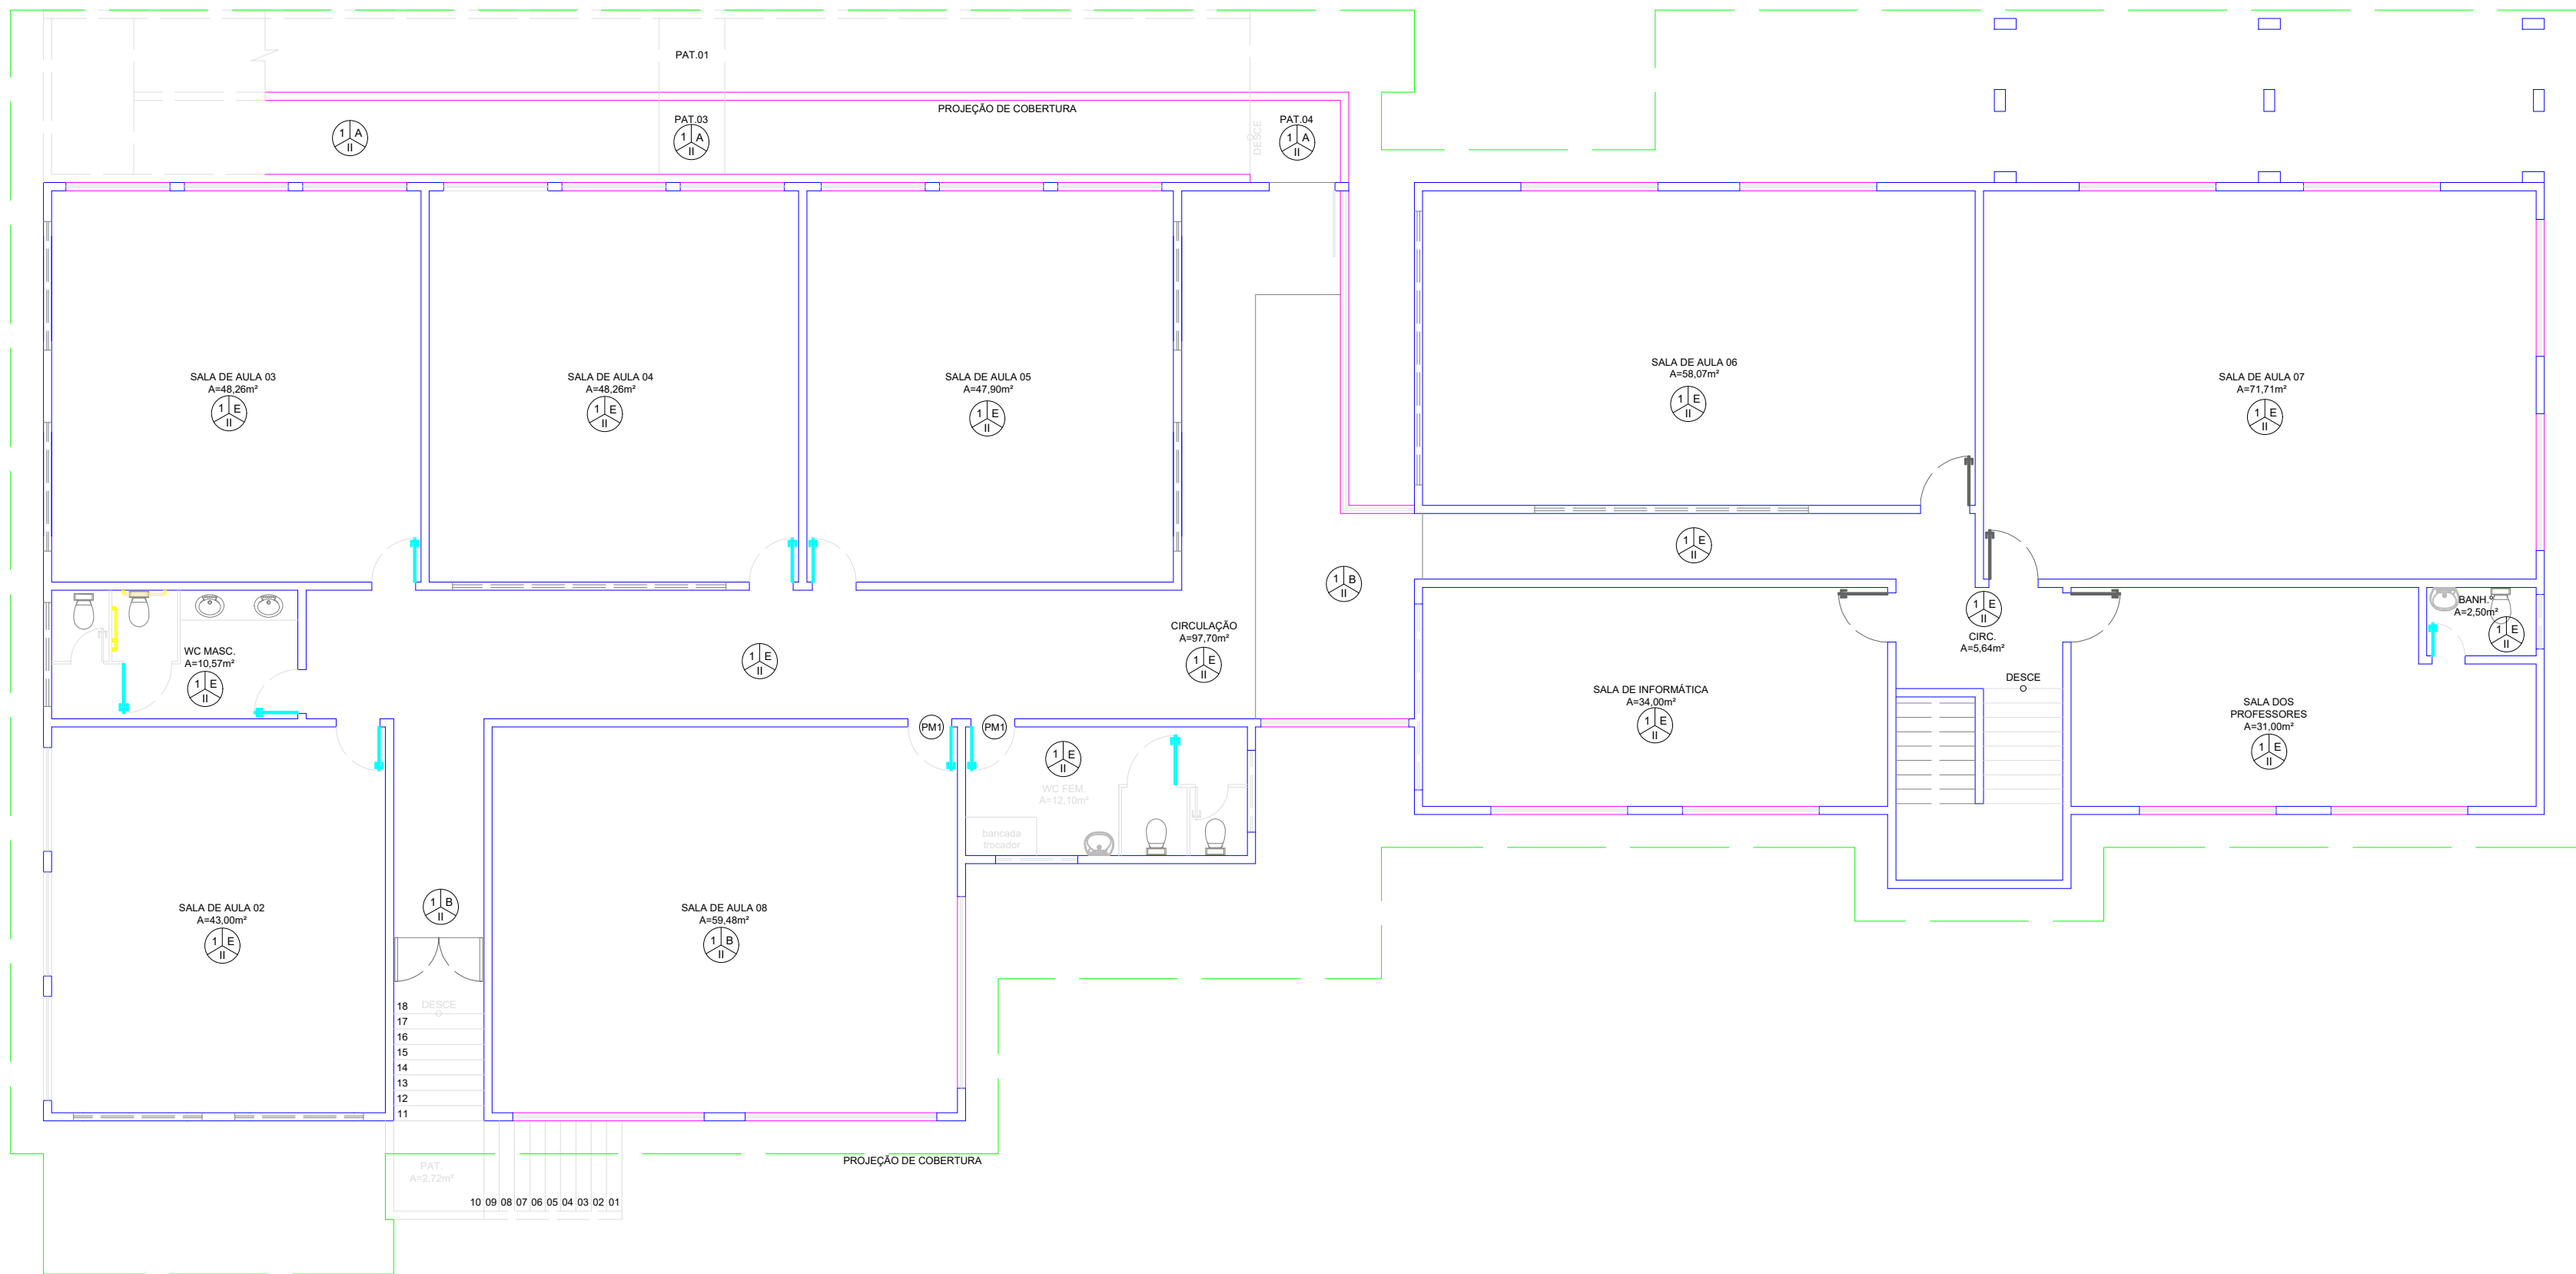 PAT.01
PROJEÇÃO DE COBERTURA
1 A
II
PAT.03
1 A
II
DESCE
PAT.04
1 A
II
SALA DE AULA 03
A=48,26m²
1 E
II
SALA DE AULA 04
A=48,26m²
1 E
II
SALA DE AULA 05
A=47,90m²
1 E
II
SALA DE AULA 06
A=58,07m²
1 E
II
SALA DE AULA 07
A=71,71m²
1 E
II
1 E
II
1 B
II
WC MASC.
A=10,57m²
1 E
II
1 E
II
CIRCULAÇÃO
A=97,70m²
1 E
II
1 E
II
CIRC.
A=5,64m²
DESCE
BANH.º
A=2,50m²
1 E
II
SALA DE INFORMÁTICA
A=34,00m²
1 E
II
SALA DOS
PROFESSORES
A=31,00m²
1 E
II
PM1
PM1
1 E
II
WC FEM.
A=12,10m²
bancada
trocador
SALA DE AULA 02
A=43,00m²
1 E
II
1 B
II
SALA DE AULA 08
A=59,48m²
1 B
II
DESCE
18
17
16
15
14
13
12
11
PAT.
A=2,72m²
10 09 08 07 06 05 04 03 02 01
PROJEÇÃO DE COBERTURA